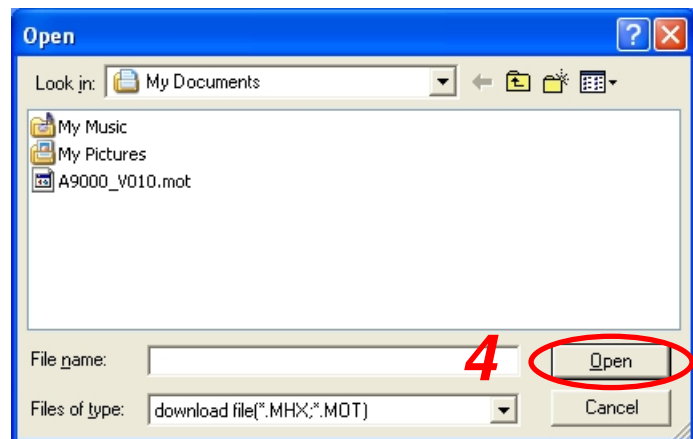 Open
Look in: My Documents
My Music
My Pictures
A9000_V010.mot
File name:
4
Open
Files of type: download file(*.MHX;*.MOT)
Cancel